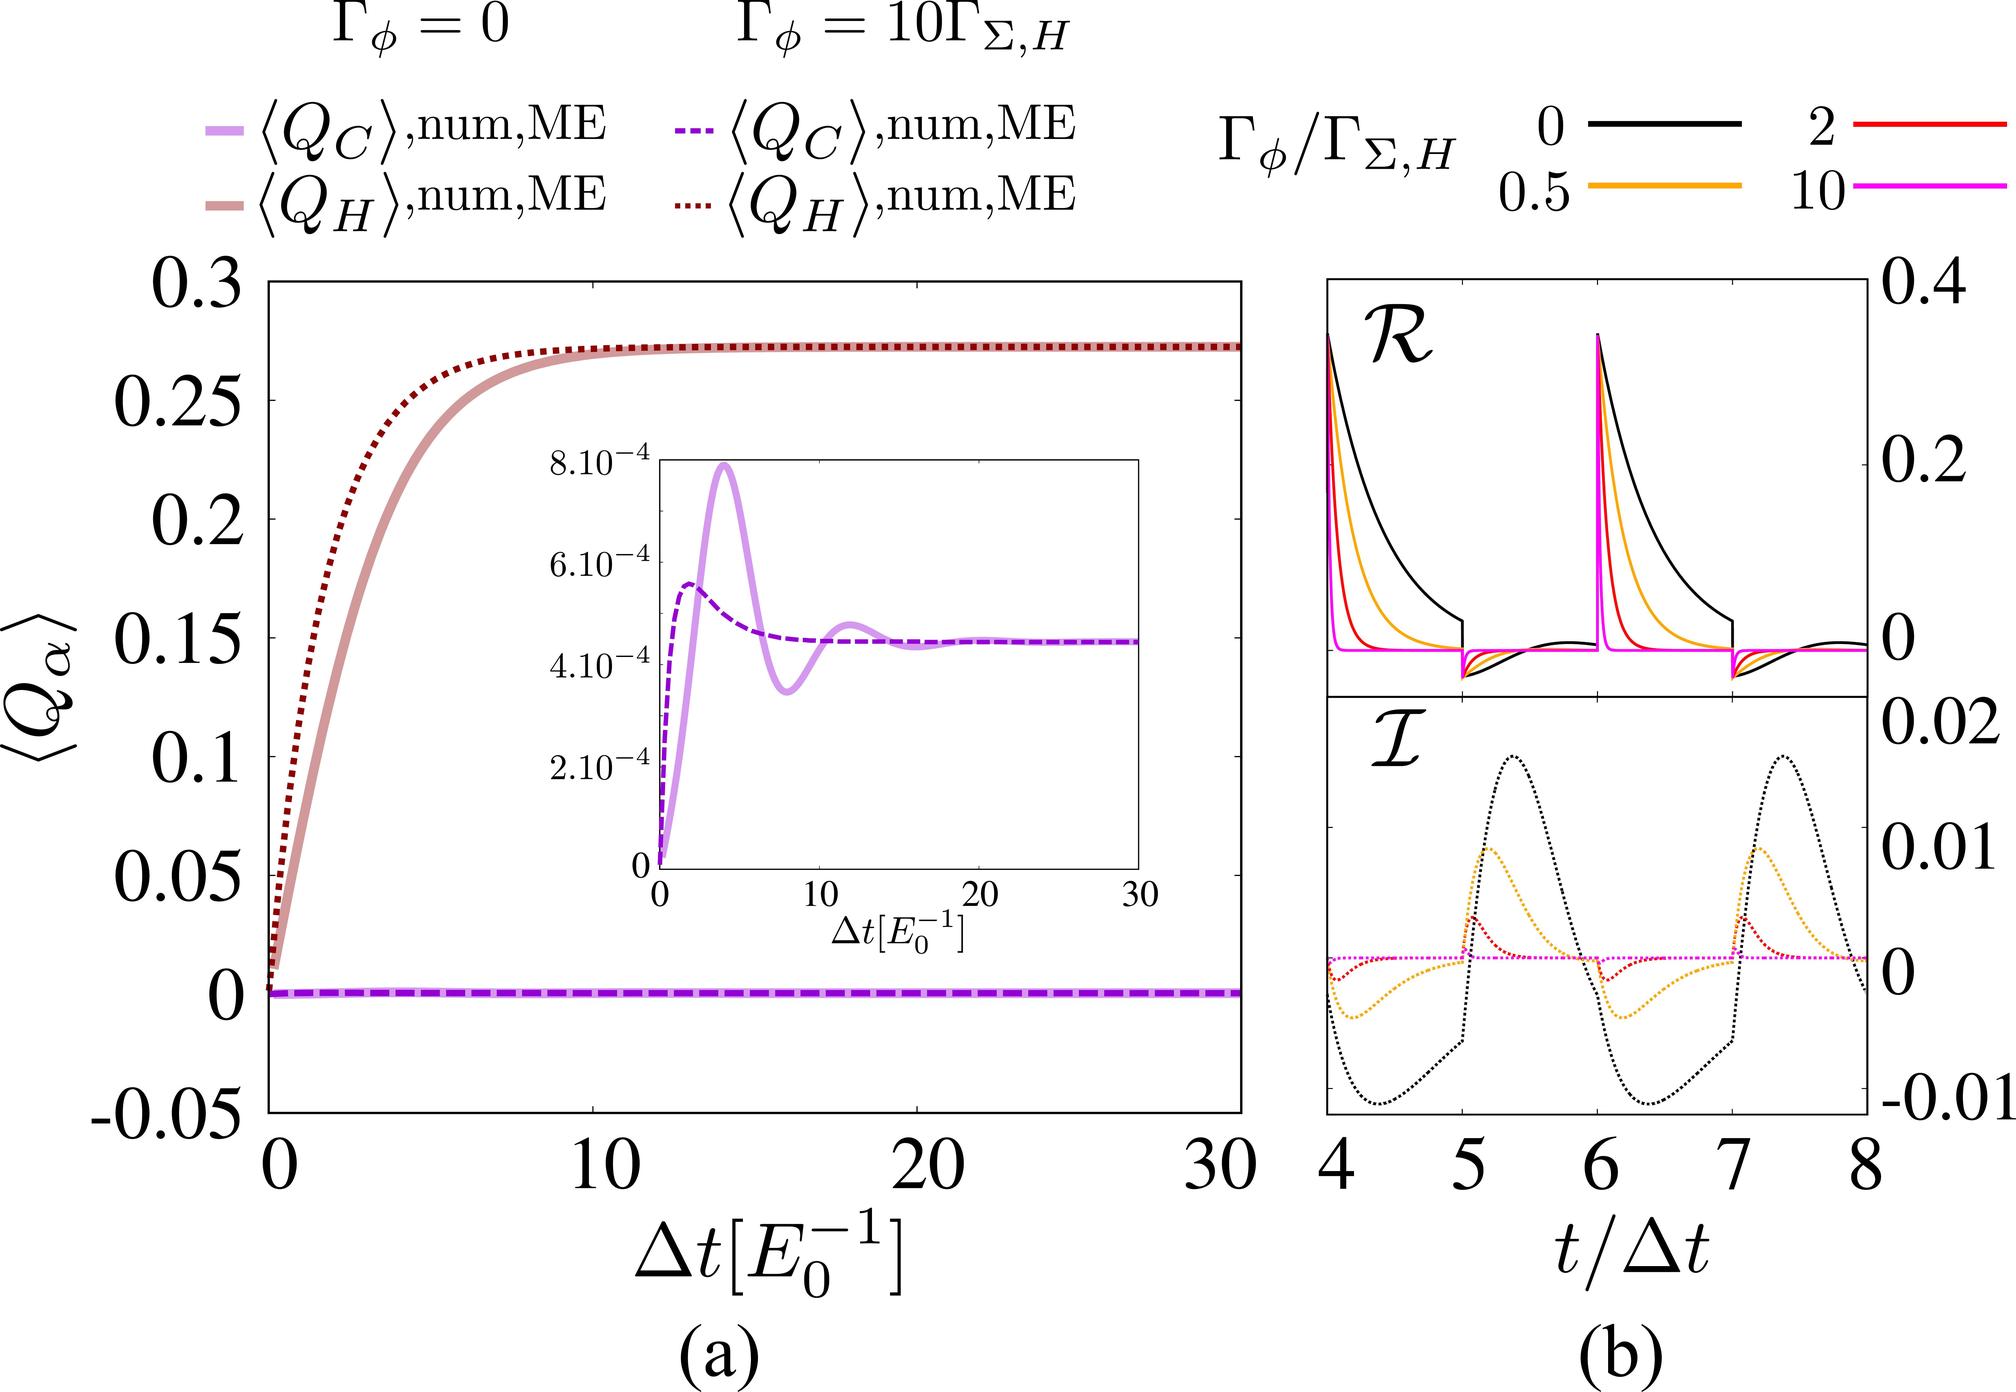 Γ_ϕ = 0    Γ_ϕ = 10Γ_{Σ,H}
⟨Q_C⟩,num,ME    ⟨Q_C⟩,num,ME
⟨Q_H⟩,num,ME    ⟨Q_H⟩,num,ME
Γ_ϕ/Γ_{Σ,H}
0    2
0.5    10
⟨Q_α⟩
0.3
0.25
0.2
0.15
0.1
0.05
0
-0.05
0    10    20    30
Δt[E_0^{-1}]
(a)
8.10^{-4}
6.10^{-4}
4.10^{-4}
2.10^{-4}
0
0    10    20    30
Δt[E_0^{-1}]
ℛ
0.4
0.2
0
ℐ
0.02
0.01
0
-0.01
4    5    6    7    8
t/Δt
(b)